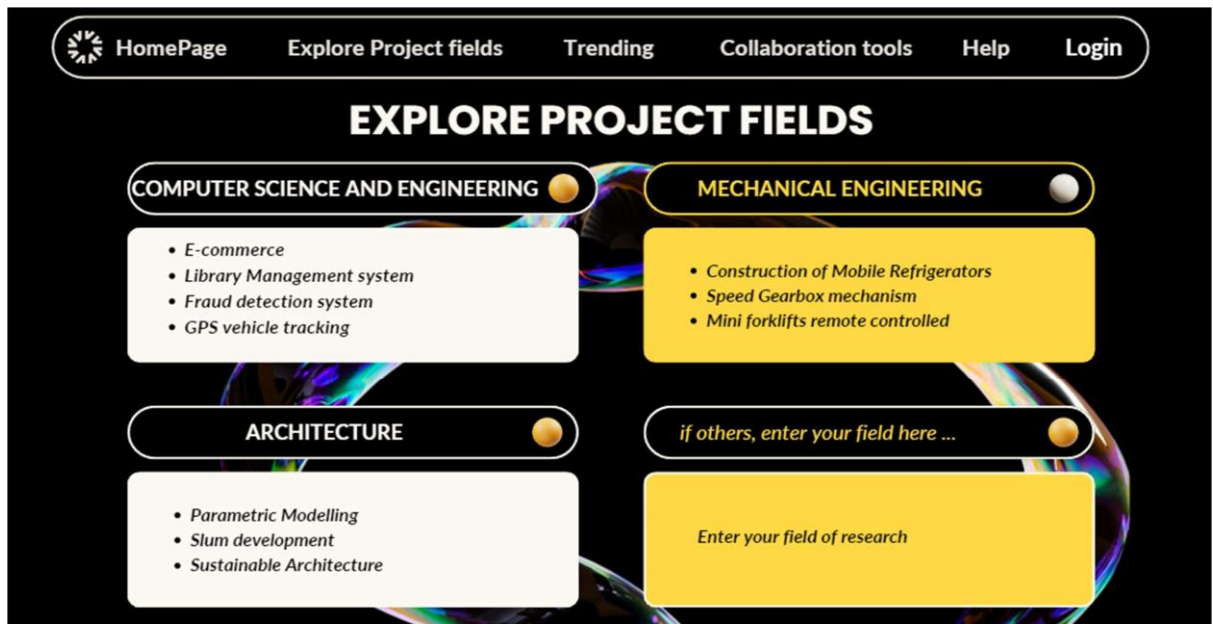 HomePage Explore Project fields Trending Collaboration tools Help Login
EXPLORE PROJECT FIELDS
COMPUTER SCIENCE AND ENGINEERING
• E-commerce
• Library Management system
• Fraud detection system
• GPS vehicle tracking
MECHANICAL ENGINEERING
• Construction of Mobile Refrigerators
• Speed Gearbox mechanism
• Mini forklifts remote controlled
ARCHITECTURE
• Parametric Modelling
• Slum development
• Sustainable Architecture
if others, enter your field here ...
Enter your field of research